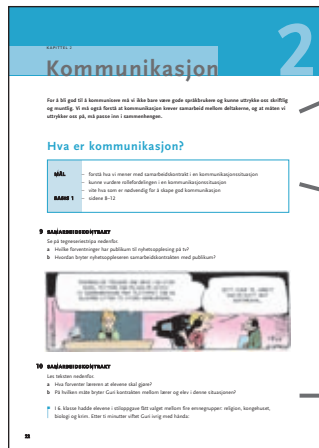 KAPITTEL 2
2
Kommunikasjon
For å bli god til å kommunisere må vi ikke bare være gode språkbrukere og kunne uttrykke oss skriftlig
og muntlig. Vi må også forstå at kommunikasjon krever samarbeid mellom deltakerne, og at måten vi
uttrykker oss på, må passe inn i sammenhengen.
Hva er kommunikasjon?
MÅL – forstå hva vi mener med samarbeidskontrakt i en kommunikasjonssituasjon
– kunne vurdere rollefordelingen i en kommunikasjonssituasjon
– vite hva som er nødvendig for å skape god kommunikasjon
BASIS 1 – sidene 8–12
9 SAMARBEIDSKONTRAKT
Se på tegneseriestripa nedenfor.
a Hvilke forventninger har publikum til nyhetsopplesing på tv?
b Hvordan bryter nyhetsoppleseren samarbeidskontrakten med publikum?
10 SAMARBEIDSKONTRAKT
Les teksten nedenfor.
a Hva forventer læreren at elevene skal gjøre?
b På hvilken måte bryter Guri kontrakten mellom lærer og elev i denne situasjonen?
I 6. klasse hadde elevene i stiloppgave fått valget mellom fire emnegrupper: religion, kongehuset,
biologi og krim. Etter ti minutter viftet Guri ivrig med hånda:
22